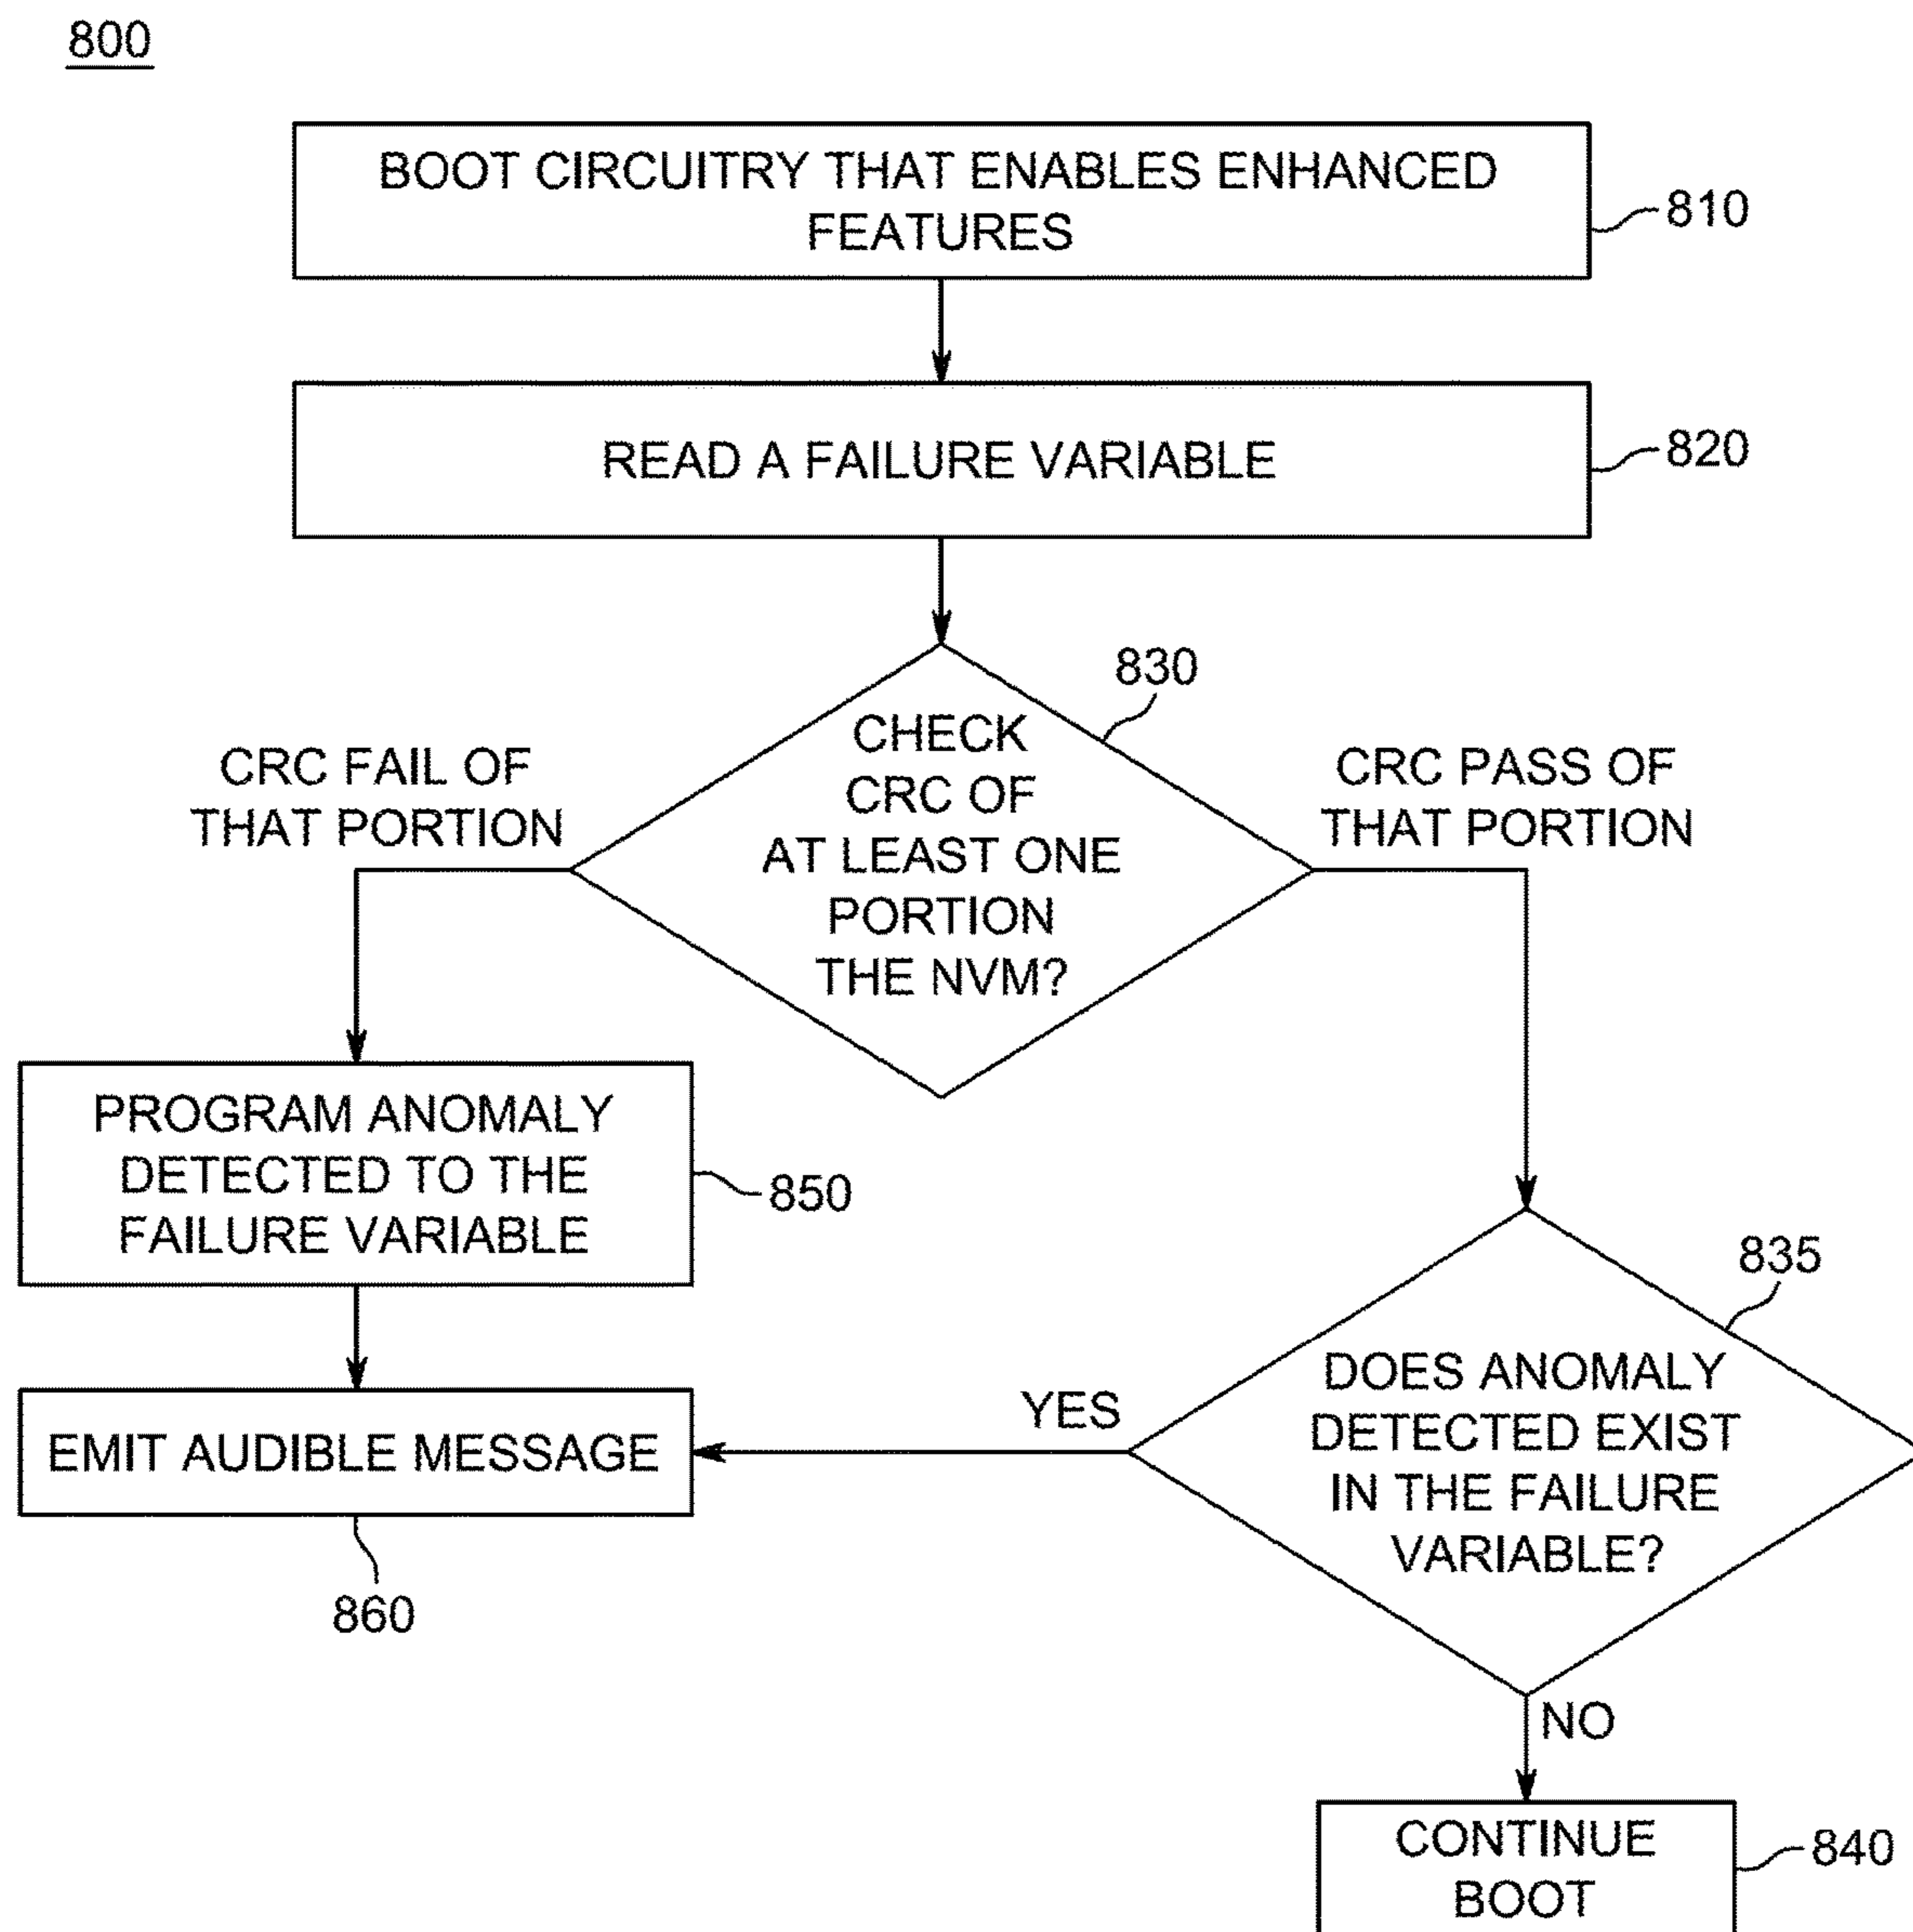 800
BOOT CIRCUITRY THAT ENABLES ENHANCED
FEATURES
810
READ A FAILURE VARIABLE
820
830
CHECK
CRC OF
AT LEAST ONE
PORTION
THE NVM?
CRC FAIL OF
THAT PORTION
CRC PASS OF
THAT PORTION
PROGRAM ANOMALY
DETECTED TO THE
FAILURE VARIABLE
850
835
DOES ANOMALY
DETECTED EXIST
IN THE FAILURE
VARIABLE?
YES
EMIT AUDIBLE MESSAGE
860
NO
CONTINUE
BOOT
840